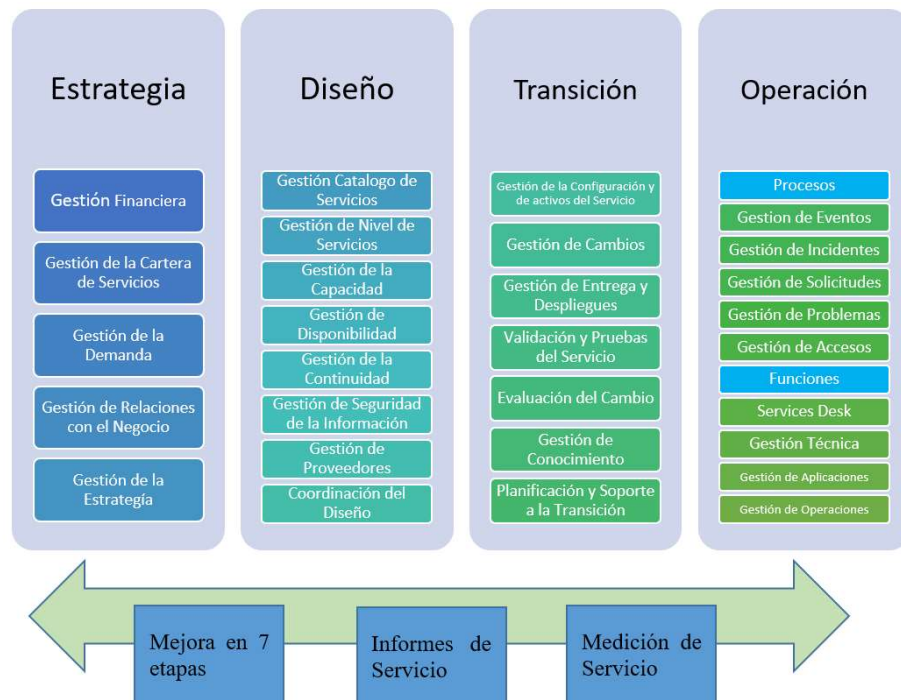 Estrategia
Gestión Financiera
Gestión de la Cartera
de Servicios
Gestión de la
Demanda
Gestión de Relaciones
con el Negocio
Gestión de la
Estrategía
Diseño
Gestión Catalogo de
Servicios
Gestión de Nivel de
Servicios
Gestión de la
Capacidad
Gestión de
Disponibilidad
Gestión de la
Continuidad
Gestión de Seguridad
de la Información
Gestión de
Proveedores
Coordinación del
Diseño
Transición
Gestión de la Configuración y
de activos del Servicio
Gestión de Cambios
Gestión de Entrega y
Despliegues
Validación y Pruebas
del Servicio
Evaluación del Cambio
Gestión de
Conocimiento
Planificación y Soporte
a la Transición
Operación
Procesos
Gestion de Eventos
Gestión de Incidentes
Gestión de Solicitudes
Gestión de Problemas
Gestión de Accesos
Funciones
Services Desk
Gestión Técnica
Gestión de Aplicaciones
Gestión de Operaciones
Mejora en 7
etapas
Informes de
Servicio
Medición de
Servicio